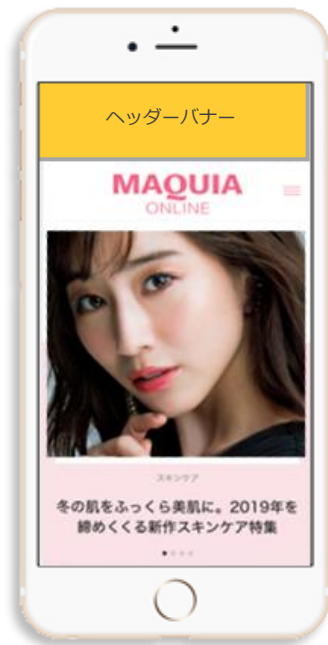 ヘッダーバナー
MAQUIA
ONLINE
スキンケア
冬の肌をふっくら美肌に。2019年を
締めくくる新作スキンケア特集